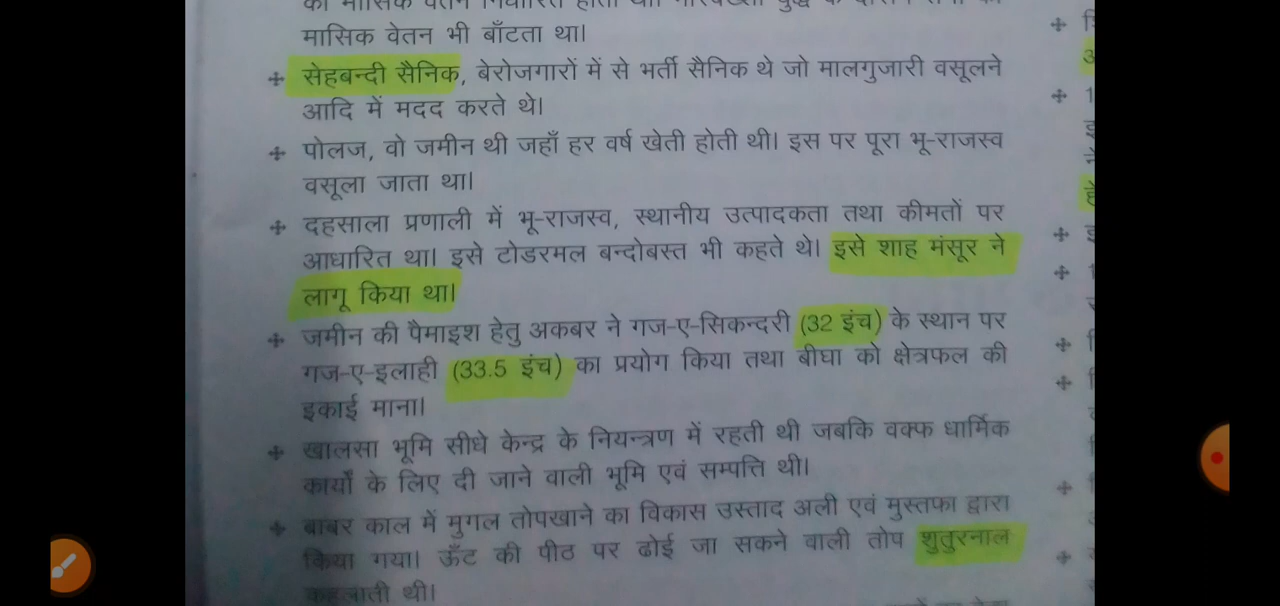 मासिक वेतन भी बाँटता था।
सेहबन्दी सैनिक, बेरोजगारों में से भर्ती सैनिक थे जो मालगुजारी वसूलने
आदि में मदद करते थे।
पोलज, वो जमीन थी जहाँ हर वर्ष खेती होती थी। इस पर पूरा भू-राजस्व
वसूला जाता था।
दहसाला प्रणाली में भू-राजस्व, स्थानीय उत्पादकता तथा कीमतों पर
आधारित था। इसे टोडरमल बन्दोबस्त भी कहते थे। इसे शाह मंसूर ने
लागू किया था।
जमीन की पैमाइश हेतु अकबर ने गज-ए-सिकन्दरी (32 इंच) के स्थान पर
गज-ए-इलाही (33.5 इंच) का प्रयोग किया तथा बीघा को क्षेत्रफल की
इकाई माना।
खालसा भूमि सीधे केन्द्र के नियन्त्रण में रहती थी जबकि वक्फ धार्मिक
कार्यों के लिए दी जाने वाली भूमि एवं सम्पत्ति थी।
बाबर काल में मुगल तोपखाने का विकास उस्ताद अली एवं मुस्तफा द्वारा
किया गया। ऊँट की पीठ पर ढोई जा सकने वाली तोप शुतुरनाल
कहलाती थी।